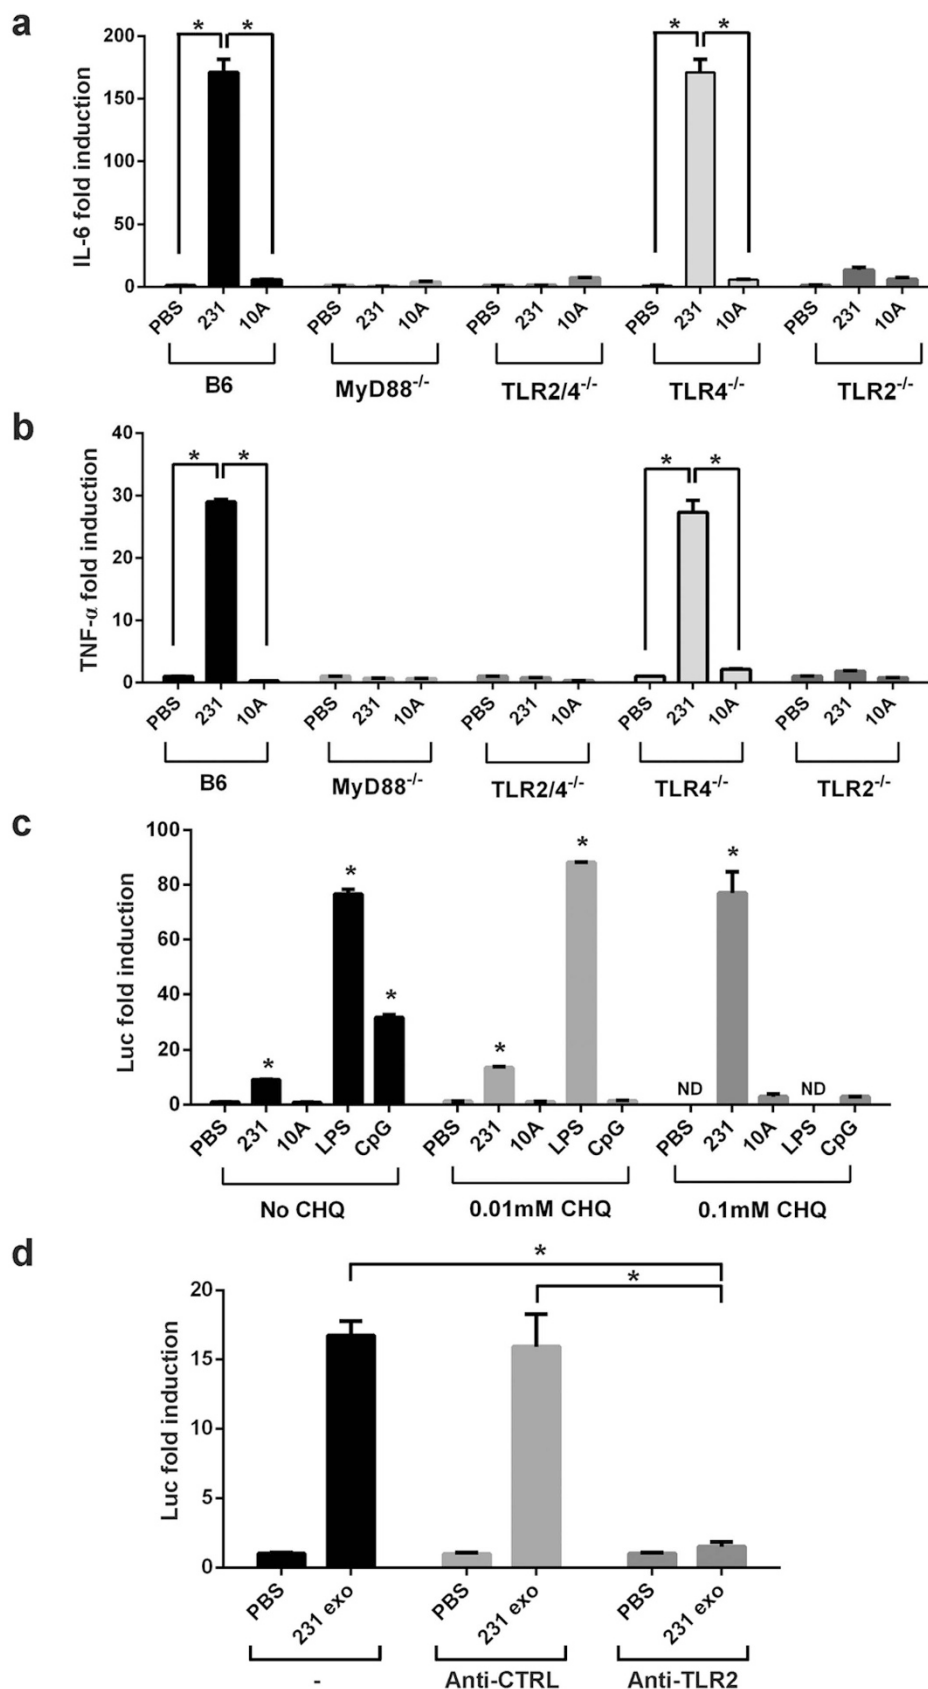 a
* * * *
200
150
100
50
0
IL-6 fold induction
PBS 231 10A PBS 231 10A PBS 231 10A PBS 231 10A PBS 231 10A
B6 MyD88-/- TLR2/4-/- TLR4-/- TLR2-/-
b
* * * *
40
30
20
10
0
TNF-α fold induction
PBS 231 10A PBS 231 10A PBS 231 10A PBS 231 10A PBS 231 10A
B6 MyD88-/- TLR2/4-/- TLR4-/- TLR2-/-
c
100
80
60
40
20
0
Luc fold induction
* * * * * *
ND ND
PBS 231 10A LPS CpG PBS 231 10A LPS CpG PBS 231 10A LPS CpG
No CHQ 0.01mM CHQ 0.1mM CHQ
d
*
*
20
15
10
5
0
Luc fold induction
PBS 231 exo PBS 231 exo PBS 231 exo
- Anti-CTRL Anti-TLR2